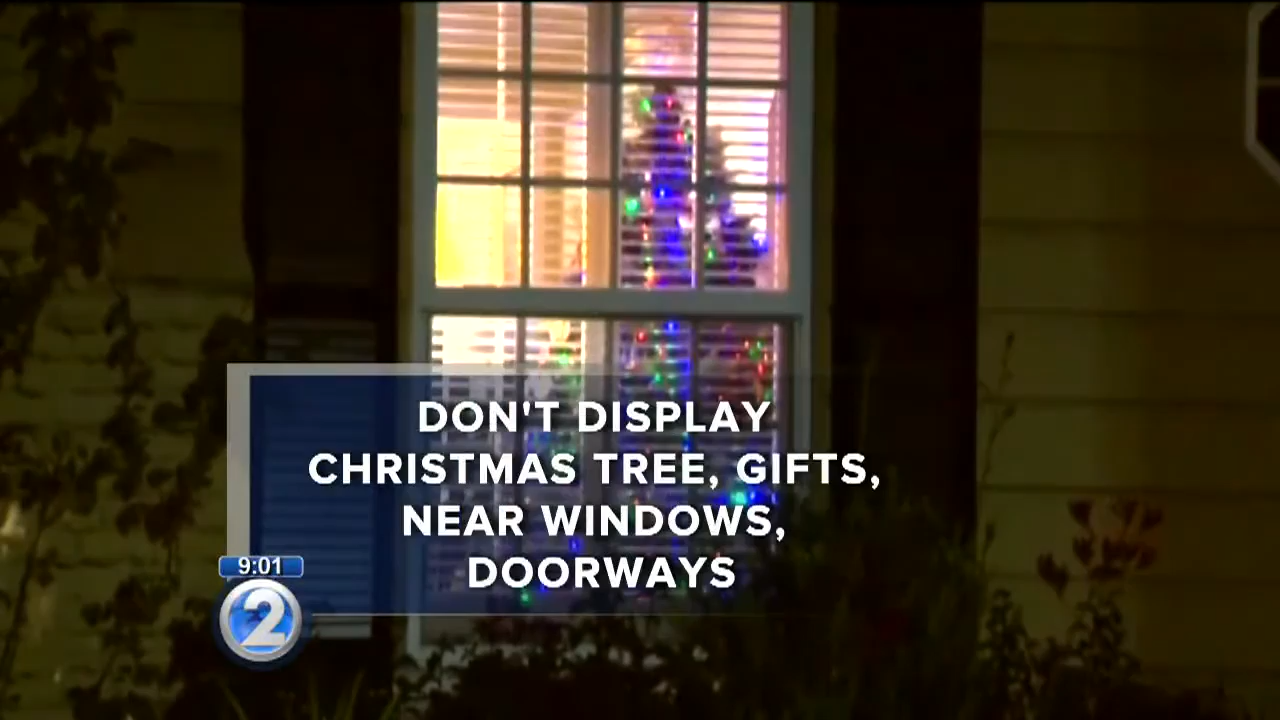 DON'T DISPLAY
CHRISTMAS TREE, GIFTS,
NEAR WINDOWS,
DOORWAYS
9:01
2